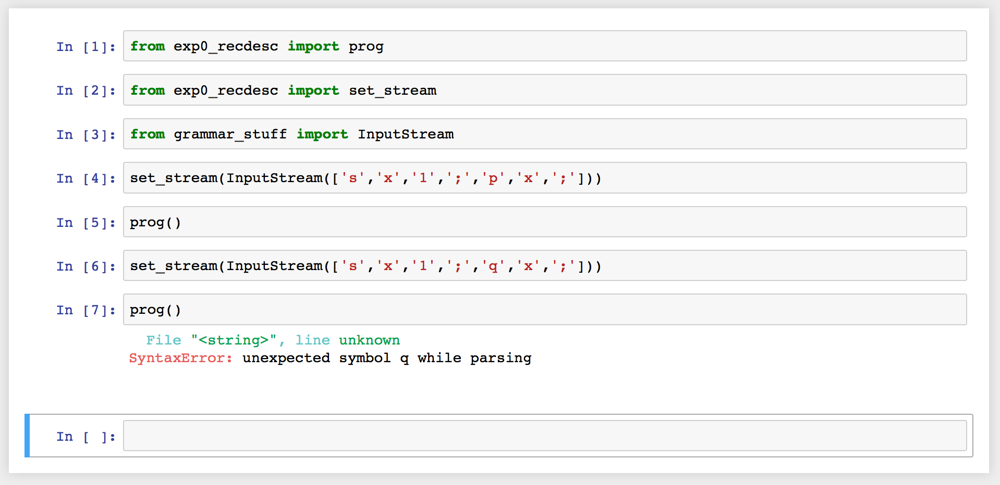 In [1]: from exp0_recdesc import prog
In [2]: from exp0_recdesc import set_stream
In [3]: from grammar_stuff import InputStream
In [4]: set_stream(InputStream(['s','x','1',';','p','x',';']))
In [5]: prog()
In [6]: set_stream(InputStream(['s','x','1',';','q','x',';']))
In [7]: prog()
File "<string>", line unknown
SyntaxError: unexpected symbol q while parsing
In [ ]: